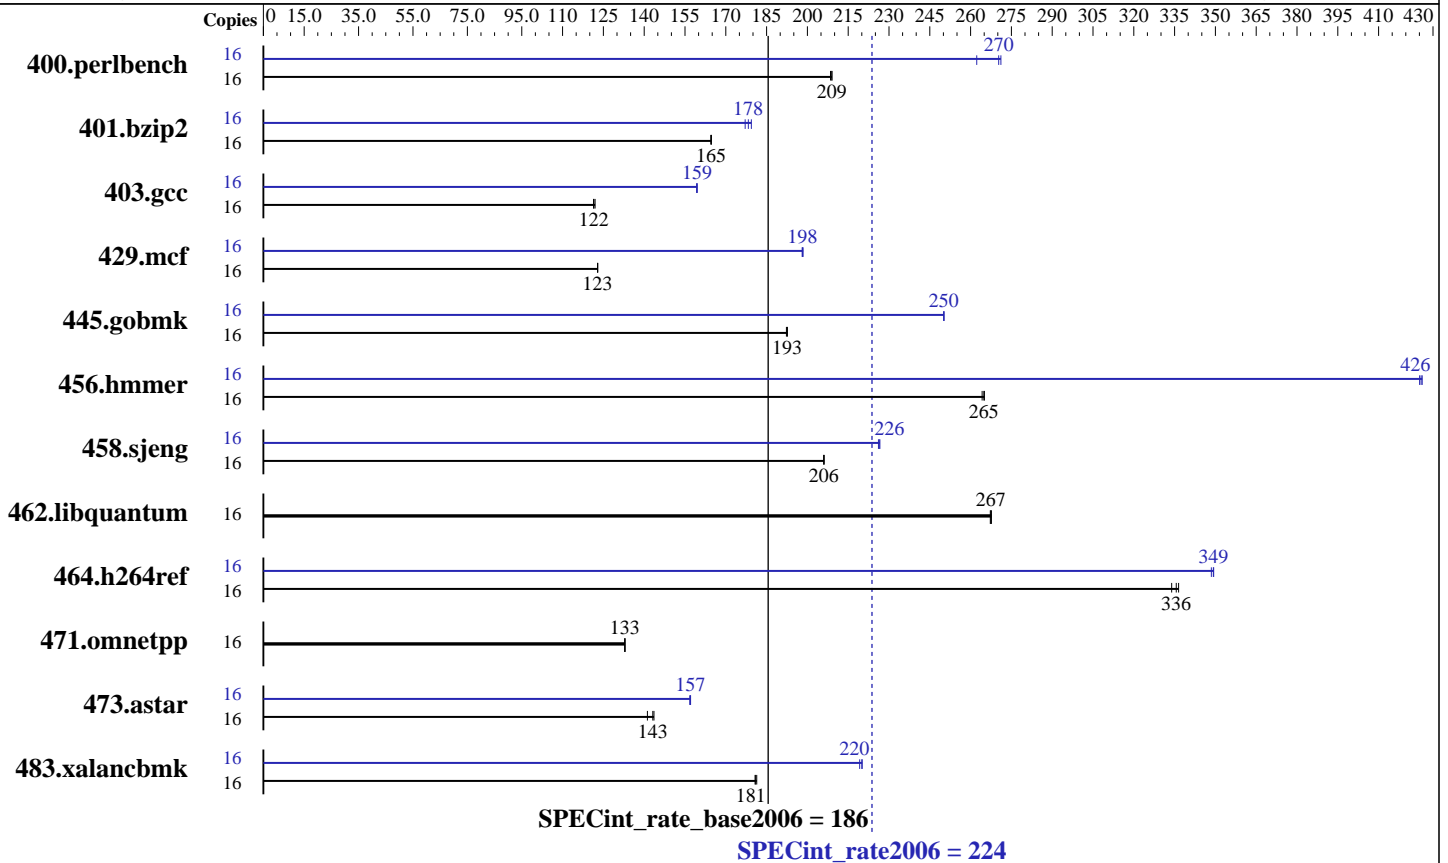 Copies 0 15.0 35.0 55.0 75.0 95.0 110 125 140 155 170 185 200 215 230 245 260 275 290 305 320 335 350 365 380 395 410 430
16 270
400.perlbench
16 209
16 178
401.bzip2
16 165
16 159
403.gcc
16 122
16 198
429.mcf
16 123
16 250
445.gobmk
16 193
16 426
456.hmmer
16 265
16 226
458.sjeng
16 206
462.libquantum 16 267
16 349
464.h264ref
16 336
471.omnetpp 16 133
16 157
473.astar
16 143
16 220
483.xalancbmk
16 181
SPECint_rate_base2006 = 186
SPECint_rate2006 = 224